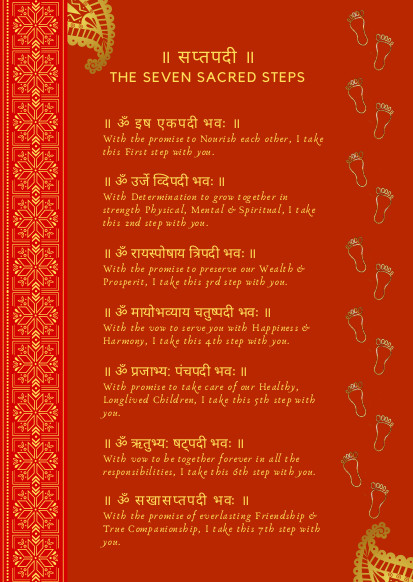 ॥ सप्तपदी ॥
THE SEVEN SACRED STEPS
॥ ॐ इष एकपदी भवः ॥
With the promise to Nourish each other, I take
this First step with you.
॥ ॐ उर्जे व्दिपदी भवः ॥
With Determination to grow together in
strength Physical, Mental & Spiritual, I take
this 2nd step with you.
॥ ॐ रायस्पोषाय त्रिपदी भवः ॥
With the promise to preserve our Wealth &
Prosperit, I take this 3rd step with you.
॥ ॐ मायोभव्याय चतुष्पदी भवः ॥
With the vow to serve you with Happiness &
Harmony, I take this 4th step with you.
॥ ॐ प्रजाभ्यः पंचपदी भवः ॥
With promise to take care of our Healthy,
Longlived Children, I take this 5th step with
you.
॥ ॐ ऋतुभ्यः षट्पदी भवः ॥
With vow to be together forever in all the
responsibilities, I take this 6th step with you.
॥ ॐ सखासप्तपदी भवः ॥
With the promise of everlasting Friendship &
True Companionship, I take this 7th step with
you.